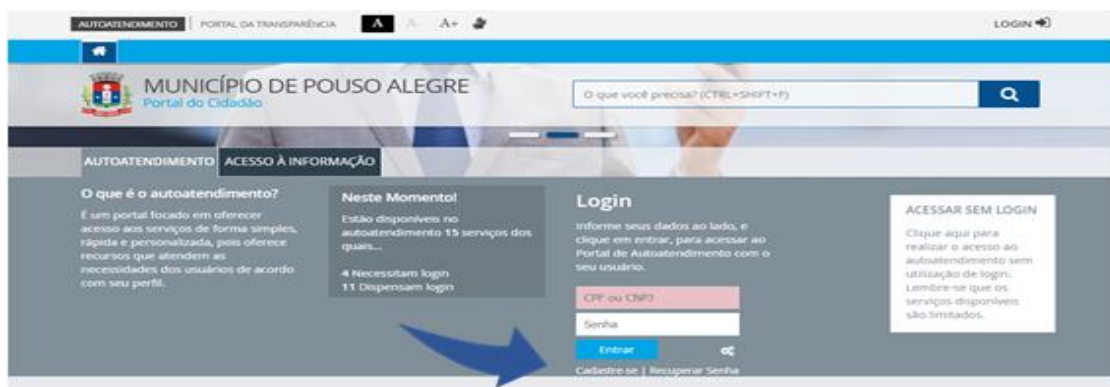 AUTOATENDIMENTO | PORTAL DA TRANSPARÊNCIA A A- A+ LOGIN
MUNICÍPIO DE POUSO ALEGRE
Portal do Cidadão
O que você precisa? (CTRL+SHIFT+F)
AUTOATENDIMENTO ACESSO À INFORMAÇÃO
O que é o autoatendimento?
É um portal focado em oferecer
acesso aos serviços de forma simples,
rápida e personalizada, pois oferece
recursos que atendem as
necessidades dos usuários de acordo
com seu perfil.
Neste Momento!
Estão disponíveis no
autoatendimento 15 serviços dos
quais...
4 Necessitam login
11 Dispensam login
Login
Informe seus dados ao lado, e
clique em entrar, para acessar ao
Portal de Autoatendimento com o
seu usuário.
CPF ou CNPJ
Senha
Entrar
Cadastre-se | Recuperar Senha
ACESSAR SEM LOGIN
Clique aqui para
realizar o acesso ao
autoatendimento sem
utilização de login.
Lembre-se que os
serviços disponíveis
são limitados.